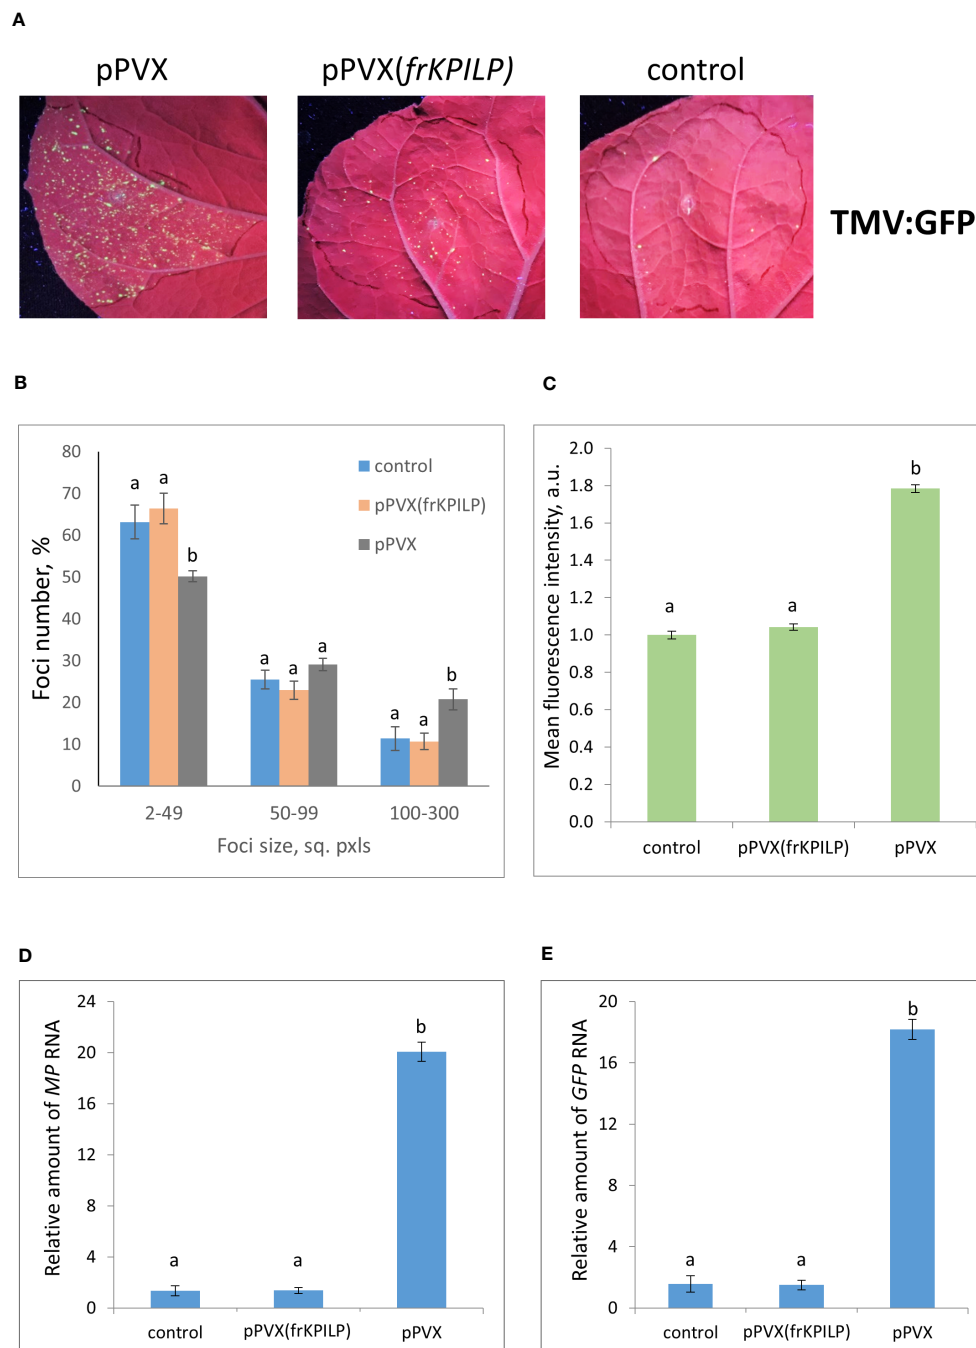 A
pPVX
pPVX(frKPILP)
control
TMV:GFP
B
80
70
60
50
40
30
20
10
0
Foci number, %
a
a
b
a
a
a
a
a
b
control
pPVX(frKPILP)
pPVX
2-49
50-99
100-300
Foci size, sq. pxls
C
2.0
1.8
1.6
1.4
1.2
1.0
0.8
0.6
0.4
0.2
0.0
Mean fluorescence intensity, a.u.
a
a
b
control
pPVX(frKPILP)
pPVX
D
24
20
16
12
8
4
0
Relative amount of MP RNA
a
a
b
control
pPVX(frKPILP)
pPVX
E
20
16
12
8
4
0
Relative amount of GFP RNA
a
a
b
control
pPVX(frKPILP)
pPVX